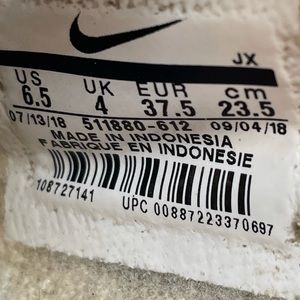 JX
US UK EUR cm
6.5 4 37.5 23.5
07/13/18 511880-612 09/04/18
MADE IN INDONESIA
FABRIQUE EN INDONESIE
108727141
UPC 00887223370697